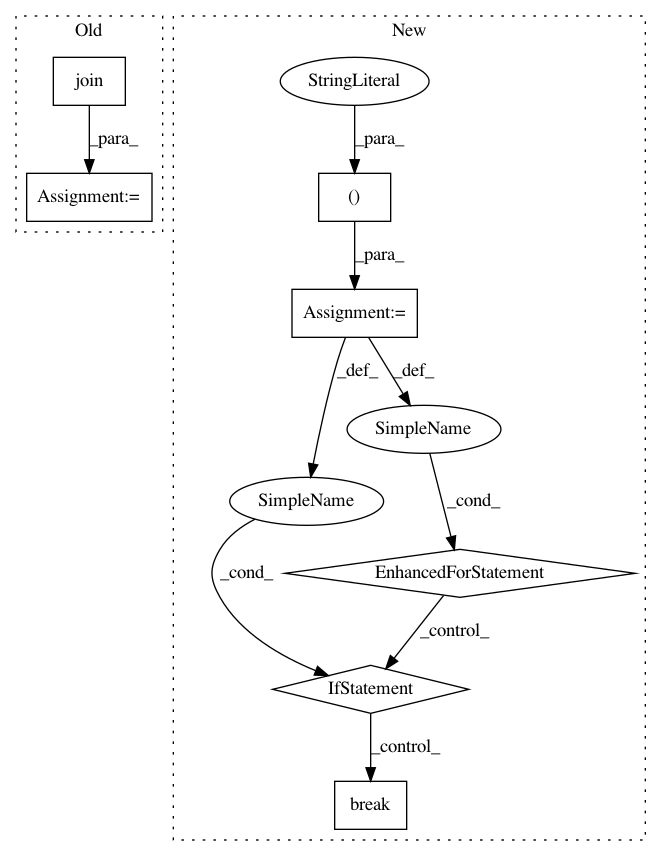 Old
New
join
StringLiteral
_para_
_para_
Assignment:=
()
_para_
Assignment:=
_def_
_def_
SimpleName
SimpleName
_cond_
_cond_
EnhancedForStatement
_control_
IfStatement
_control_
break